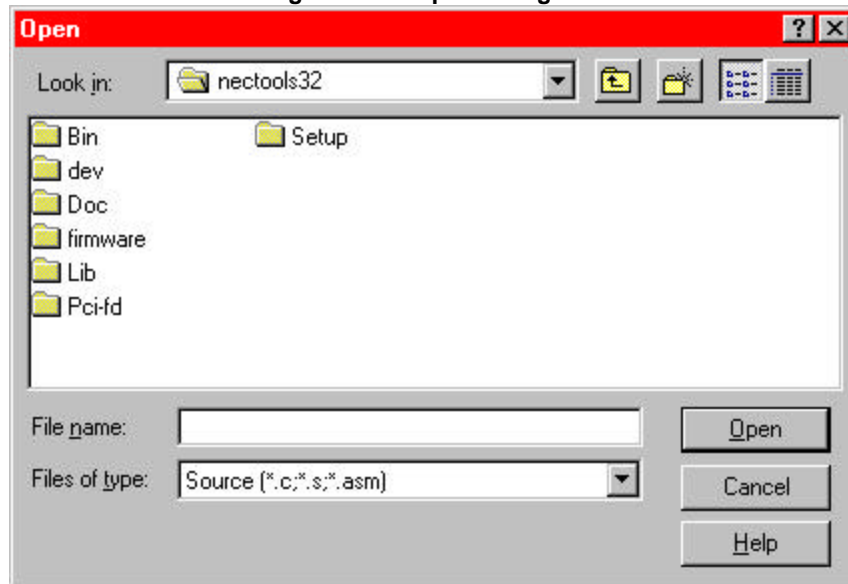 Open
Look in: nectools32
Bin Setup
dev
Doc
firmware
Lib
Pci-fd
File name: Open
Files of type: Source (*.c;*.s;*.asm) Cancel
Help